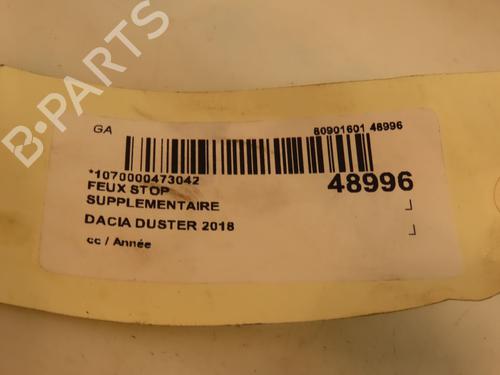 GA
80901601 48996
*1070000473042
48996
FEUX STOP
SUPPLEMENTAIRE
DACIA DUSTER 2018
cc / Année
B-PARTS